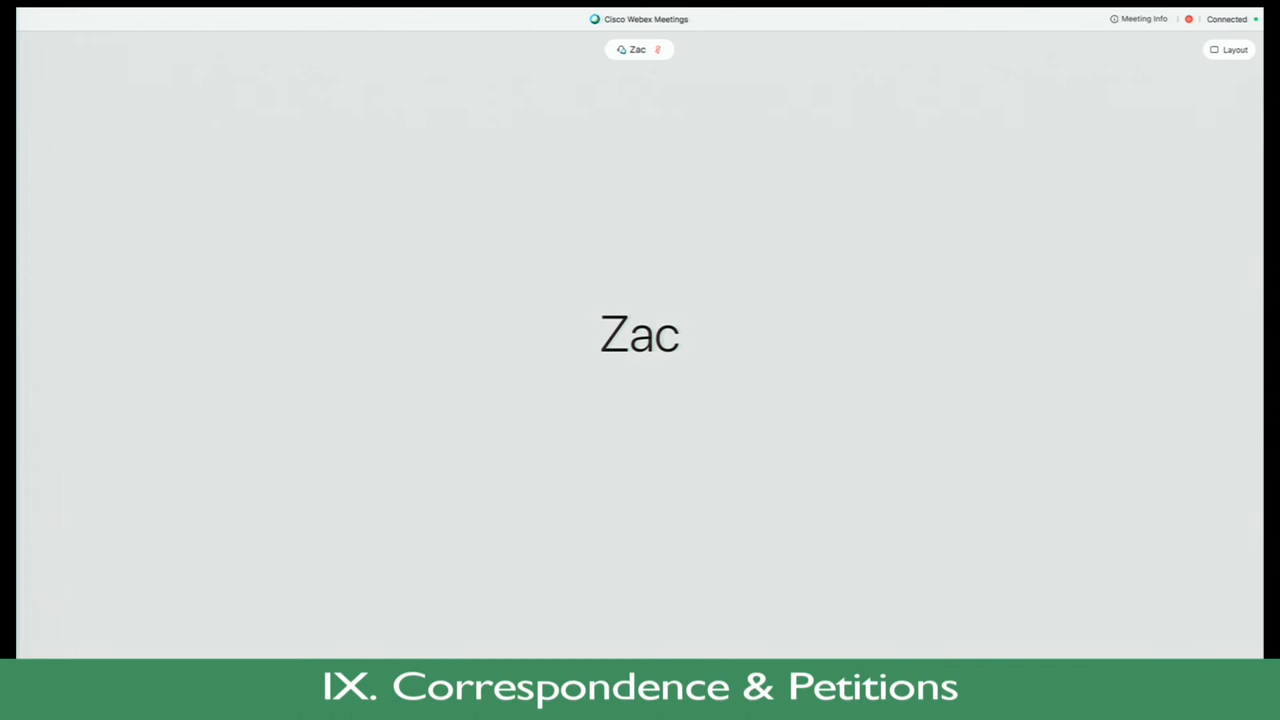 Cisco Webex Meetings
Meeting Info
Connected
Zac
Layout
Zac
IX. Correspondence & Petitions